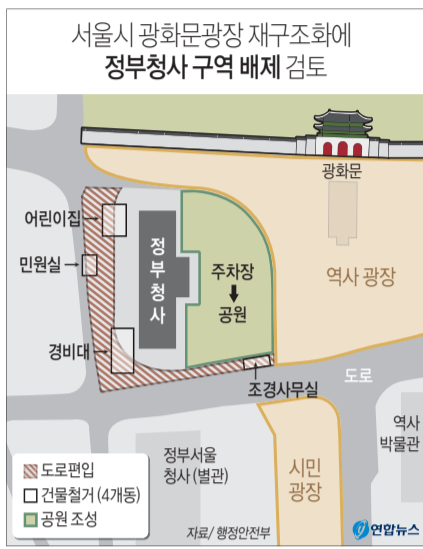 서울시 광화문광장 재구조화에
정부청사 구역 배제 검토
광화문
어린이집
민원실
정부청사
주차장
공원
역사 광장
경비대
조경사무실
도로
역사
박물관
정부서울
청사(별관)
시민
광장
도로편입
건물철거 (4개동)
공원 조성
자료/ 행정안전부
연합뉴스